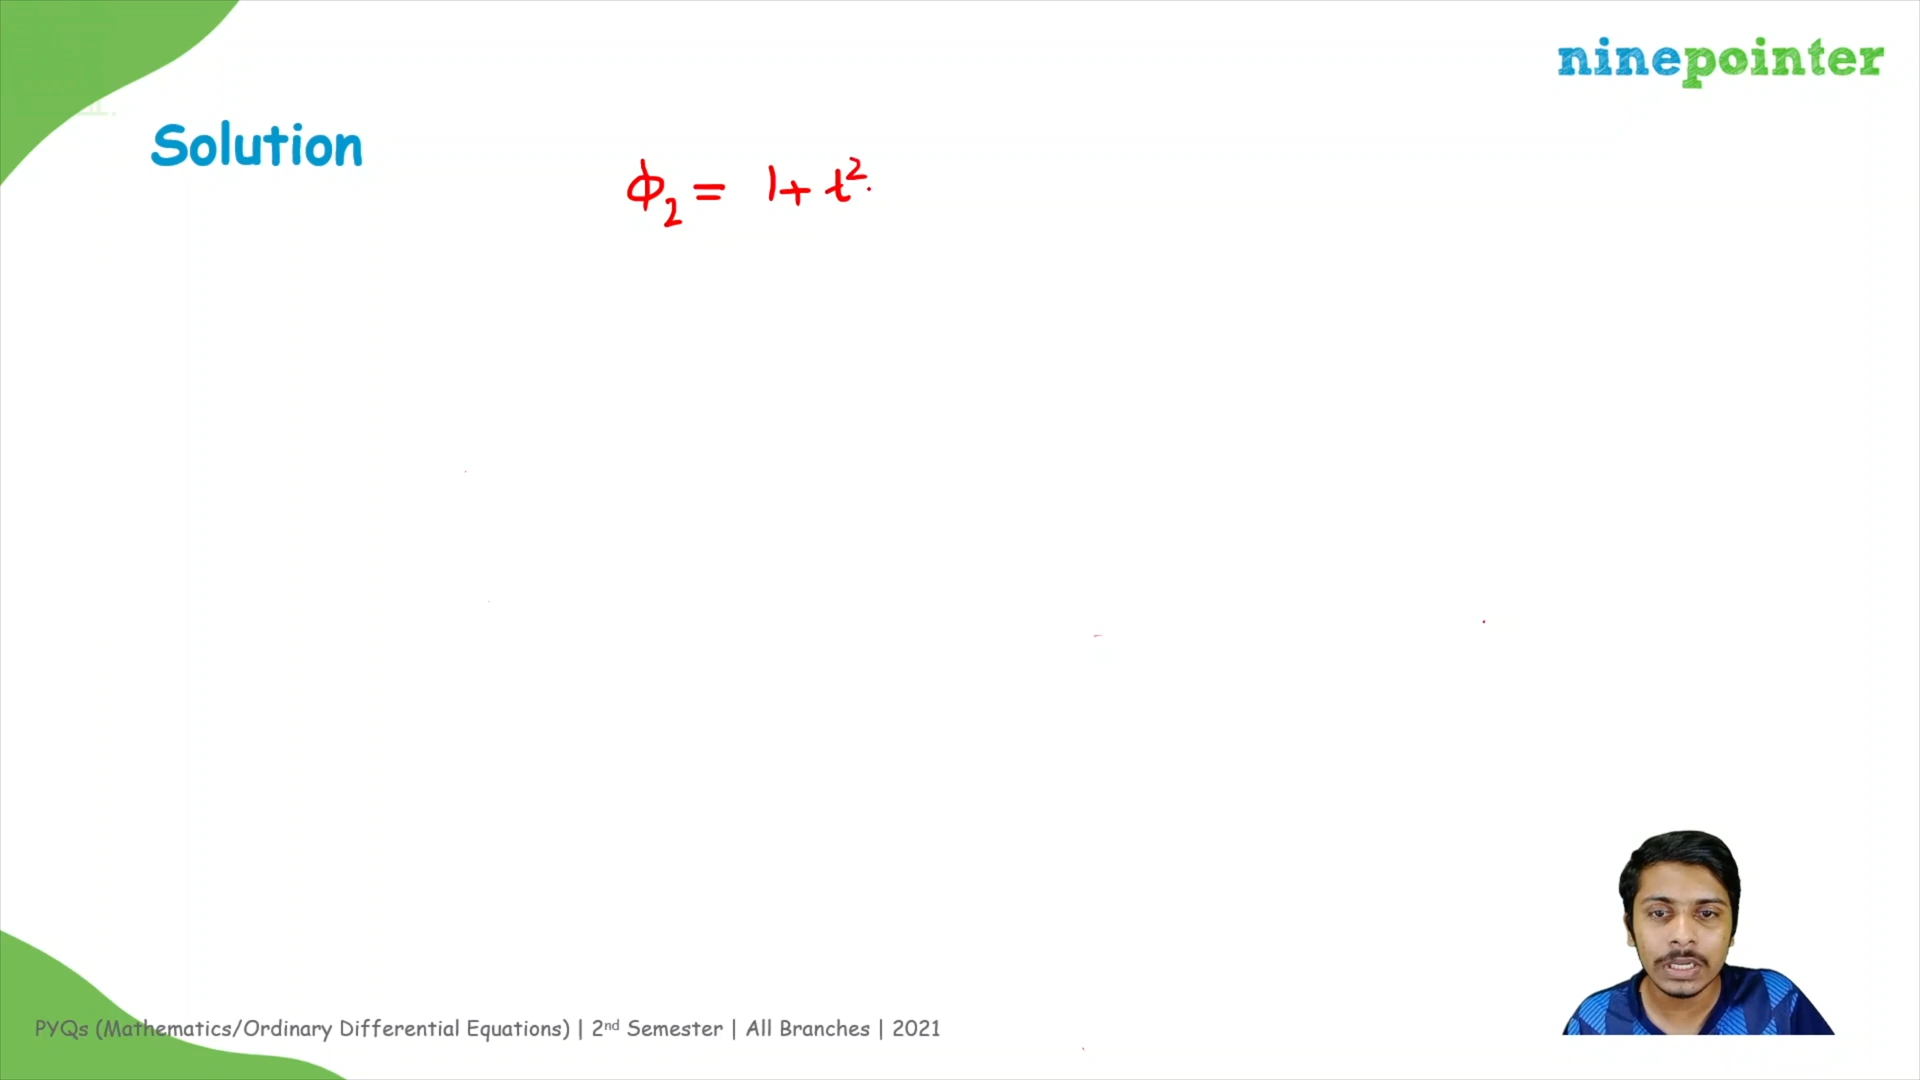 ninepointer
Solution
ϕ₂ = 1 + t²
PYQs (Mathematics/Ordinary Differential Equations) | 2ⁿᵈ Semester | All Branches | 2021